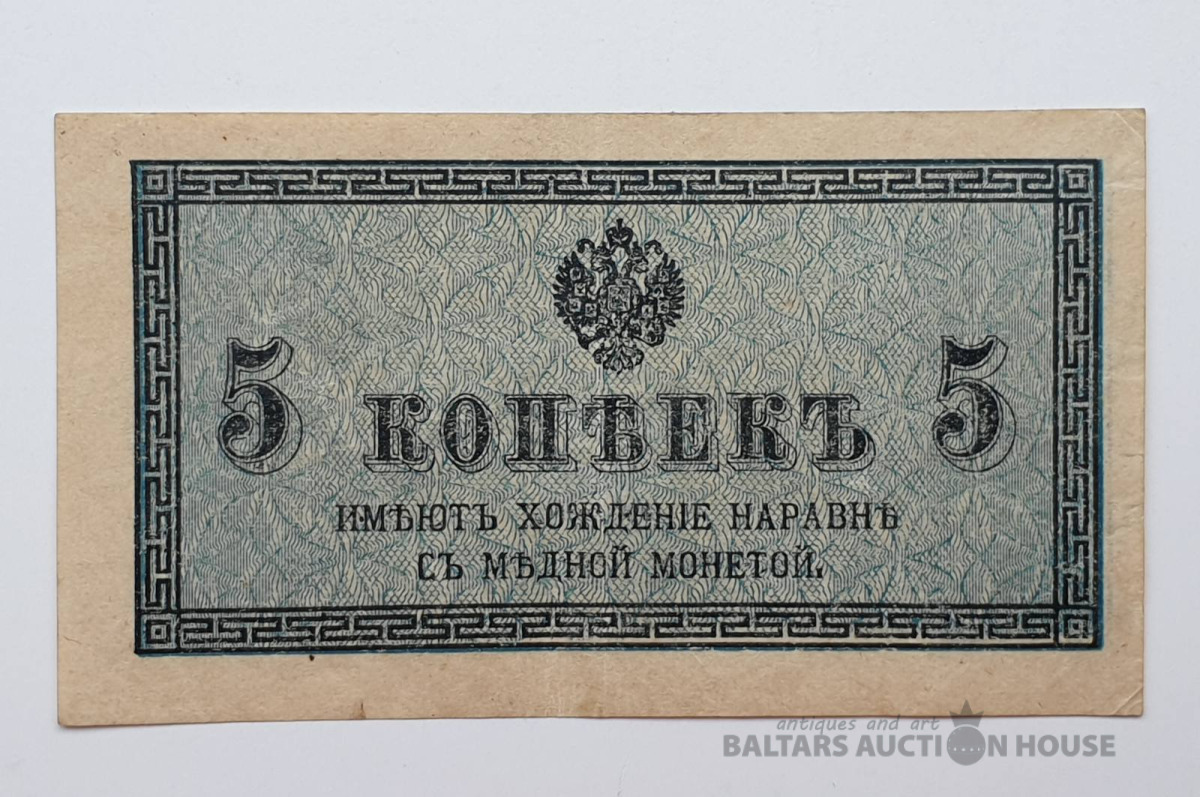 5 КОПѢЕКЪ 5
ИМѢЮТЪ ХОЖДЕНІЕ НАРАВНѢ
СЪ МѢДНОЙ МОНЕТОЙ.
antiques and art
BALTARS AUCTION HOUSE